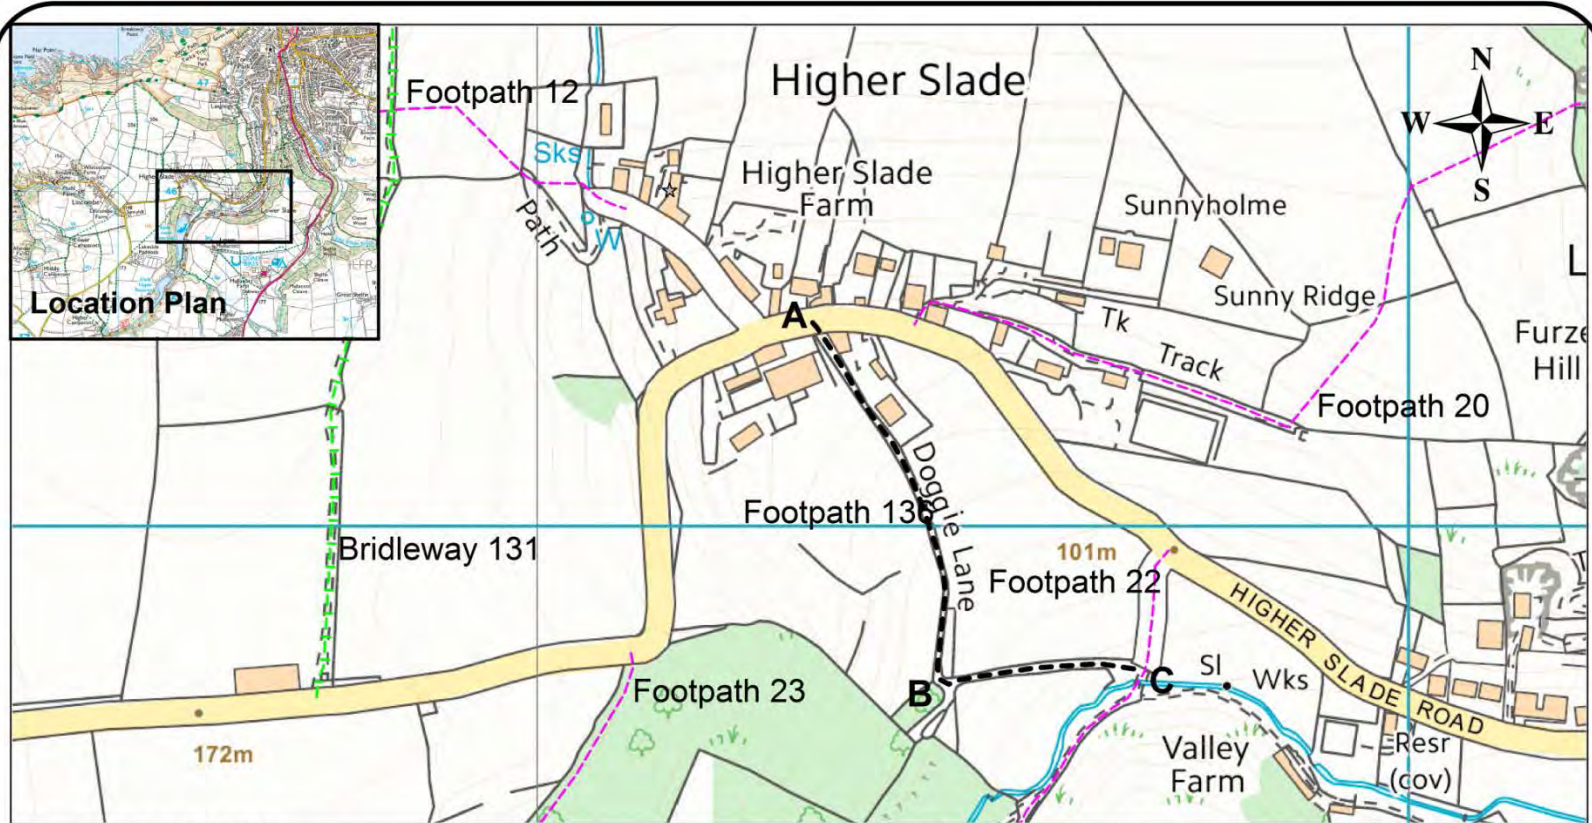 Location Plan
Footpath 12
Higher Slade
N
W
E
S
Sks
W
Path
Higher Slade
Farm
Sunnyholme
Sunny Ridge
Tk
Track
L
Furze
Hill
A
Footpath 20
Doggie Lane
Footpath 136
Bridleway 131
101m
Footpath 22
HIGHER SLADE ROAD
B
C
Sl
Wks
Footpath 23
172m
Valley
Farm
Resr
(cov)